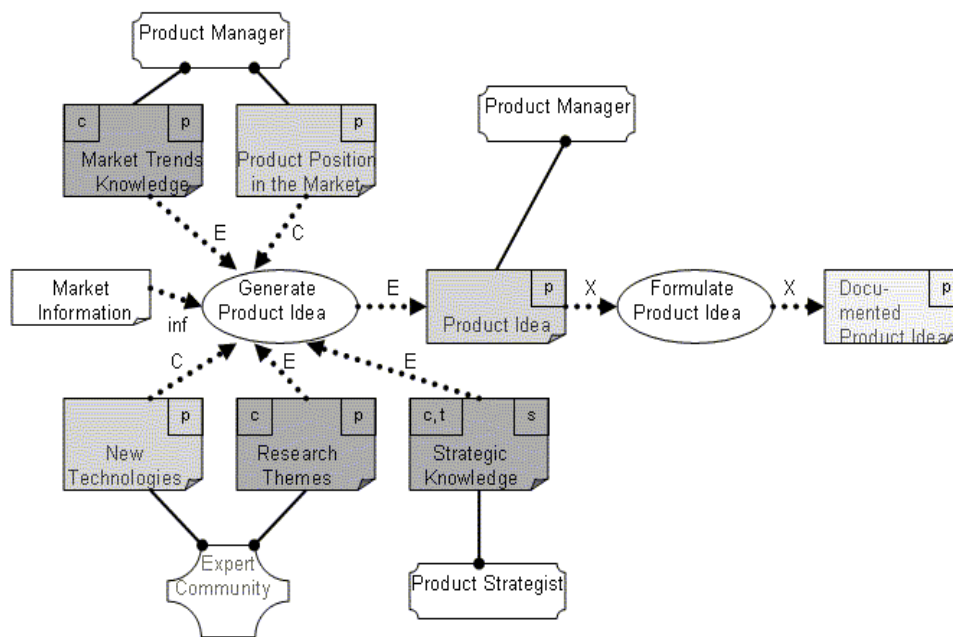 Product Manager
c
p
Market Trends
Knowledge
p
Product Position
in the Market
Product Manager
E
C
Market
Information
inf
Generate
Product Idea
E
p
Product Idea
X
Formulate
Product Idea
X
Docu-
mented
Product Idea
p
C
E
E
p
New
Technologies
c
p
Research
Themes
c,t
s
Strategic
Knowledge
Expert
Community
Product Strategist